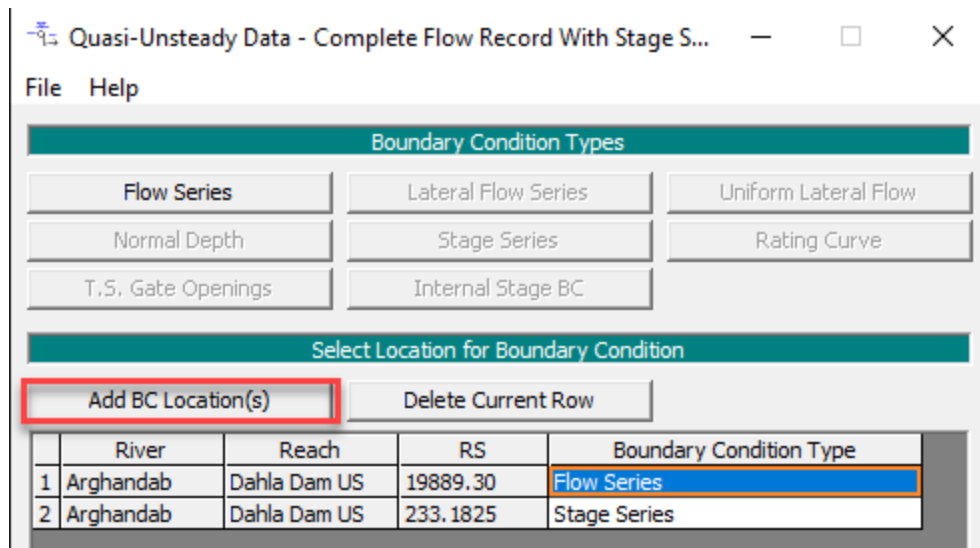 Quasi-Unsteady Data - Complete Flow Record With Stage S...
File Help
Boundary Condition Types
Flow Series Lateral Flow Series Uniform Lateral Flow
Normal Depth Stage Series Rating Curve
T.S. Gate Openings Internal Stage BC
Select Location for Boundary Condition
Add BC Location(s) Delete Current Row
River Reach RS Boundary Condition Type
1 Arghandab Dahla Dam US 19889.30 Flow Series
2 Arghandab Dahla Dam US 233.1825 Stage Series